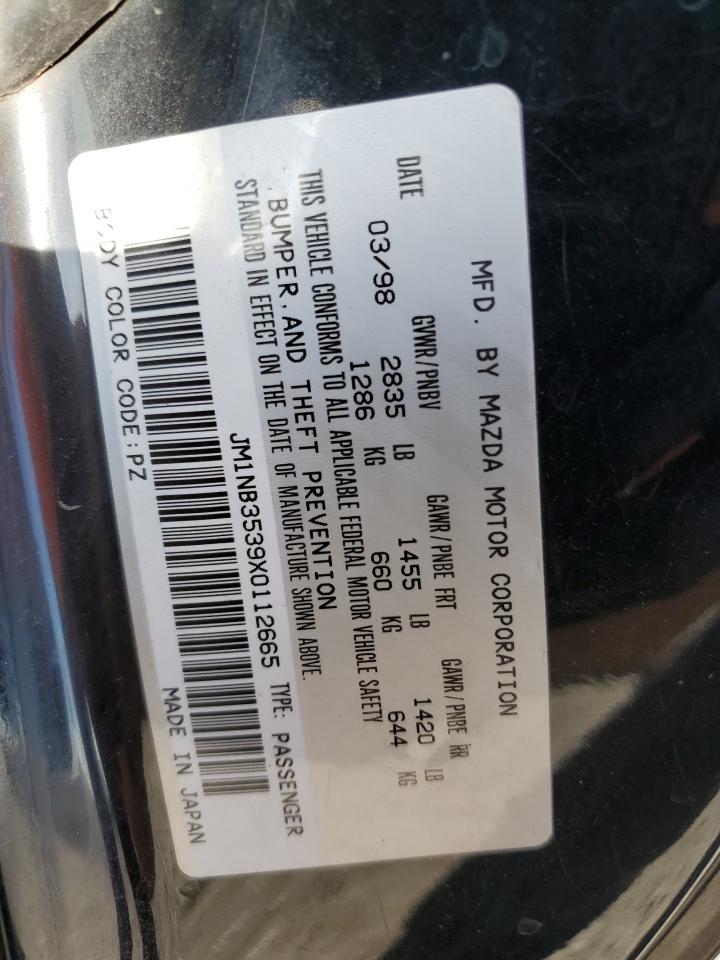 MFD. BY MAZDA MOTOR CORPORATION
DATE GVWR/PNBV GAWR/PNBE FRT GAWR/PNBE RR
03/98 2835 LB 1455 LB 1420 LB
1286 KG 660 KG 644 KG
THIS VEHICLE CONFORMS TO ALL APPLICABLE FEDERAL MOTOR VEHICLE SAFETY
, BUMPER, AND THEFT PREVENTION
STANDARD IN EFFECT ON THE DATE OF MANUFACTURE SHOWN ABOVE.
JM1NB3539X0112665 TYPE: PASSENGER
BODY COLOR CODE:PZ MADE IN JAPAN